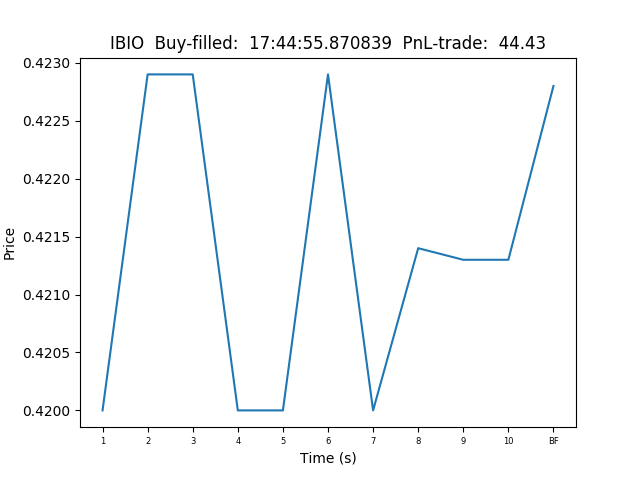 IBIO  Buy-filled:  17:44:55.870839  PnL-trade:  44.43
0.4230
0.4225
0.4220
0.4215
0.4210
0.4205
0.4200
Price
1 2 3 4 5 6 7 8 9 10 BF
Time (s)